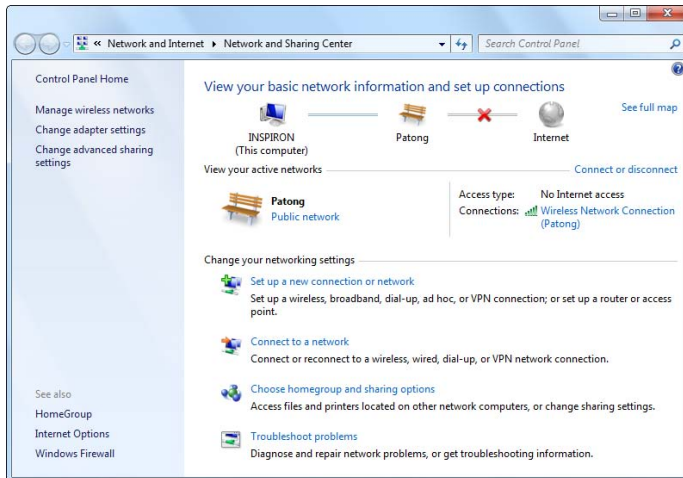 « Network and Internet ▸ Network and Sharing Center
Search Control Panel
Control Panel Home
Manage wireless networks
Change adapter settings
Change advanced sharing
settings
See also
HomeGroup
Internet Options
Windows Firewall
View your basic network information and set up connections
See full map
INSPIRON
(This computer)
Patong
Internet
View your active networks
Connect or disconnect
Patong
Public network
Access type: No Internet access
Connections: Wireless Network Connection
(Patong)
Change your networking settings
Set up a new connection or network
Set up a wireless, broadband, dial-up, ad hoc, or VPN connection; or set up a router or access
point.
Connect to a network
Connect or reconnect to a wireless, wired, dial-up, or VPN network connection.
Choose homegroup and sharing options
Access files and printers located on other network computers, or change sharing settings.
Troubleshoot problems
Diagnose and repair network problems, or get troubleshooting information.